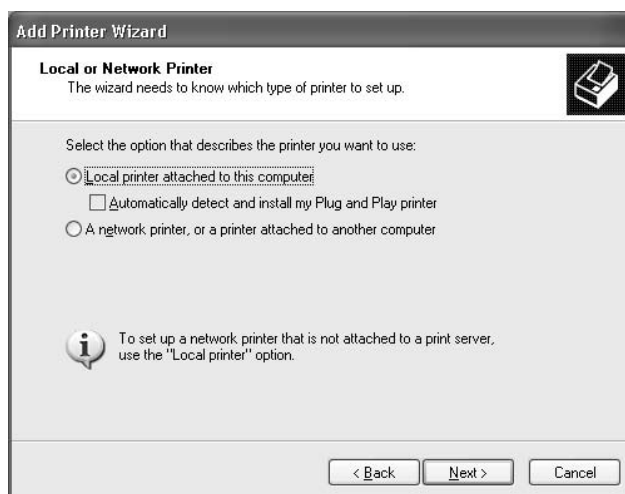 Add Printer Wizard
Local or Network Printer
The wizard needs to know which type of printer to set up.
Select the option that describes the printer you want to use:
Local printer attached to this computer
Automatically detect and install my Plug and Play printer
A network printer, or a printer attached to another computer
To set up a network printer that is not attached to a print server,
use the "Local printer" option.
< Back Next > Cancel